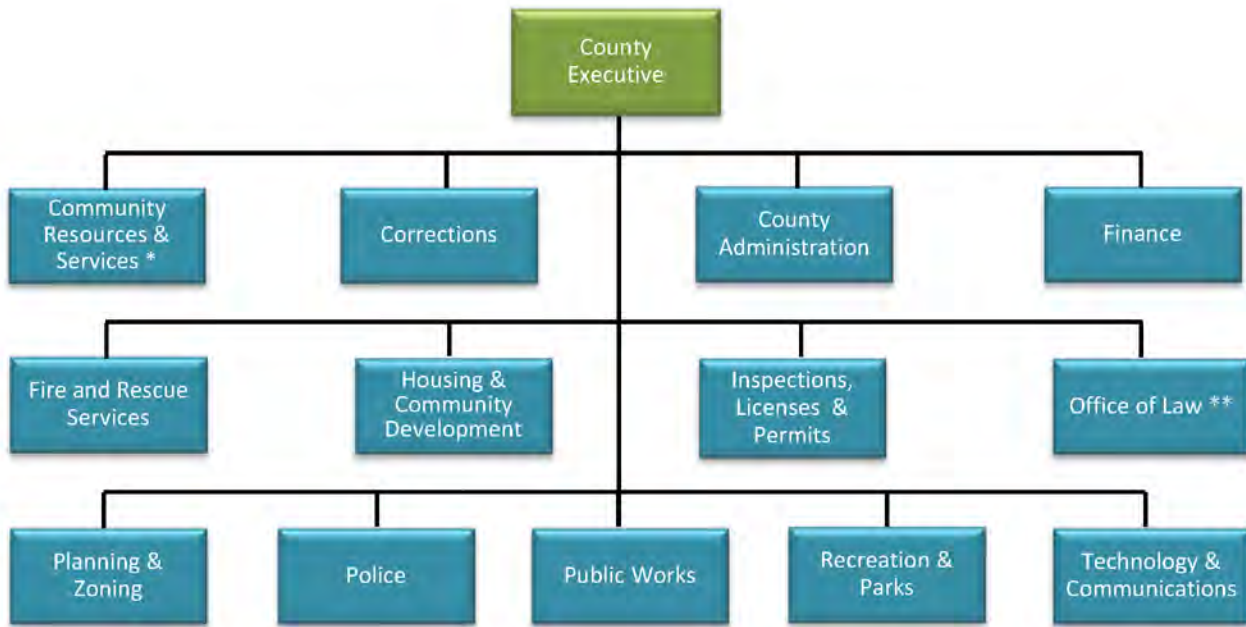 County
Executive
Community
Resources &
Services *
Corrections
County
Administration
Finance
Fire and Rescue
Services
Housing &
Community
Development
Inspections,
Licenses &
Permits
Office of Law **
Planning &
Zoning
Police
Public Works
Recreation &
Parks
Technology &
Communications